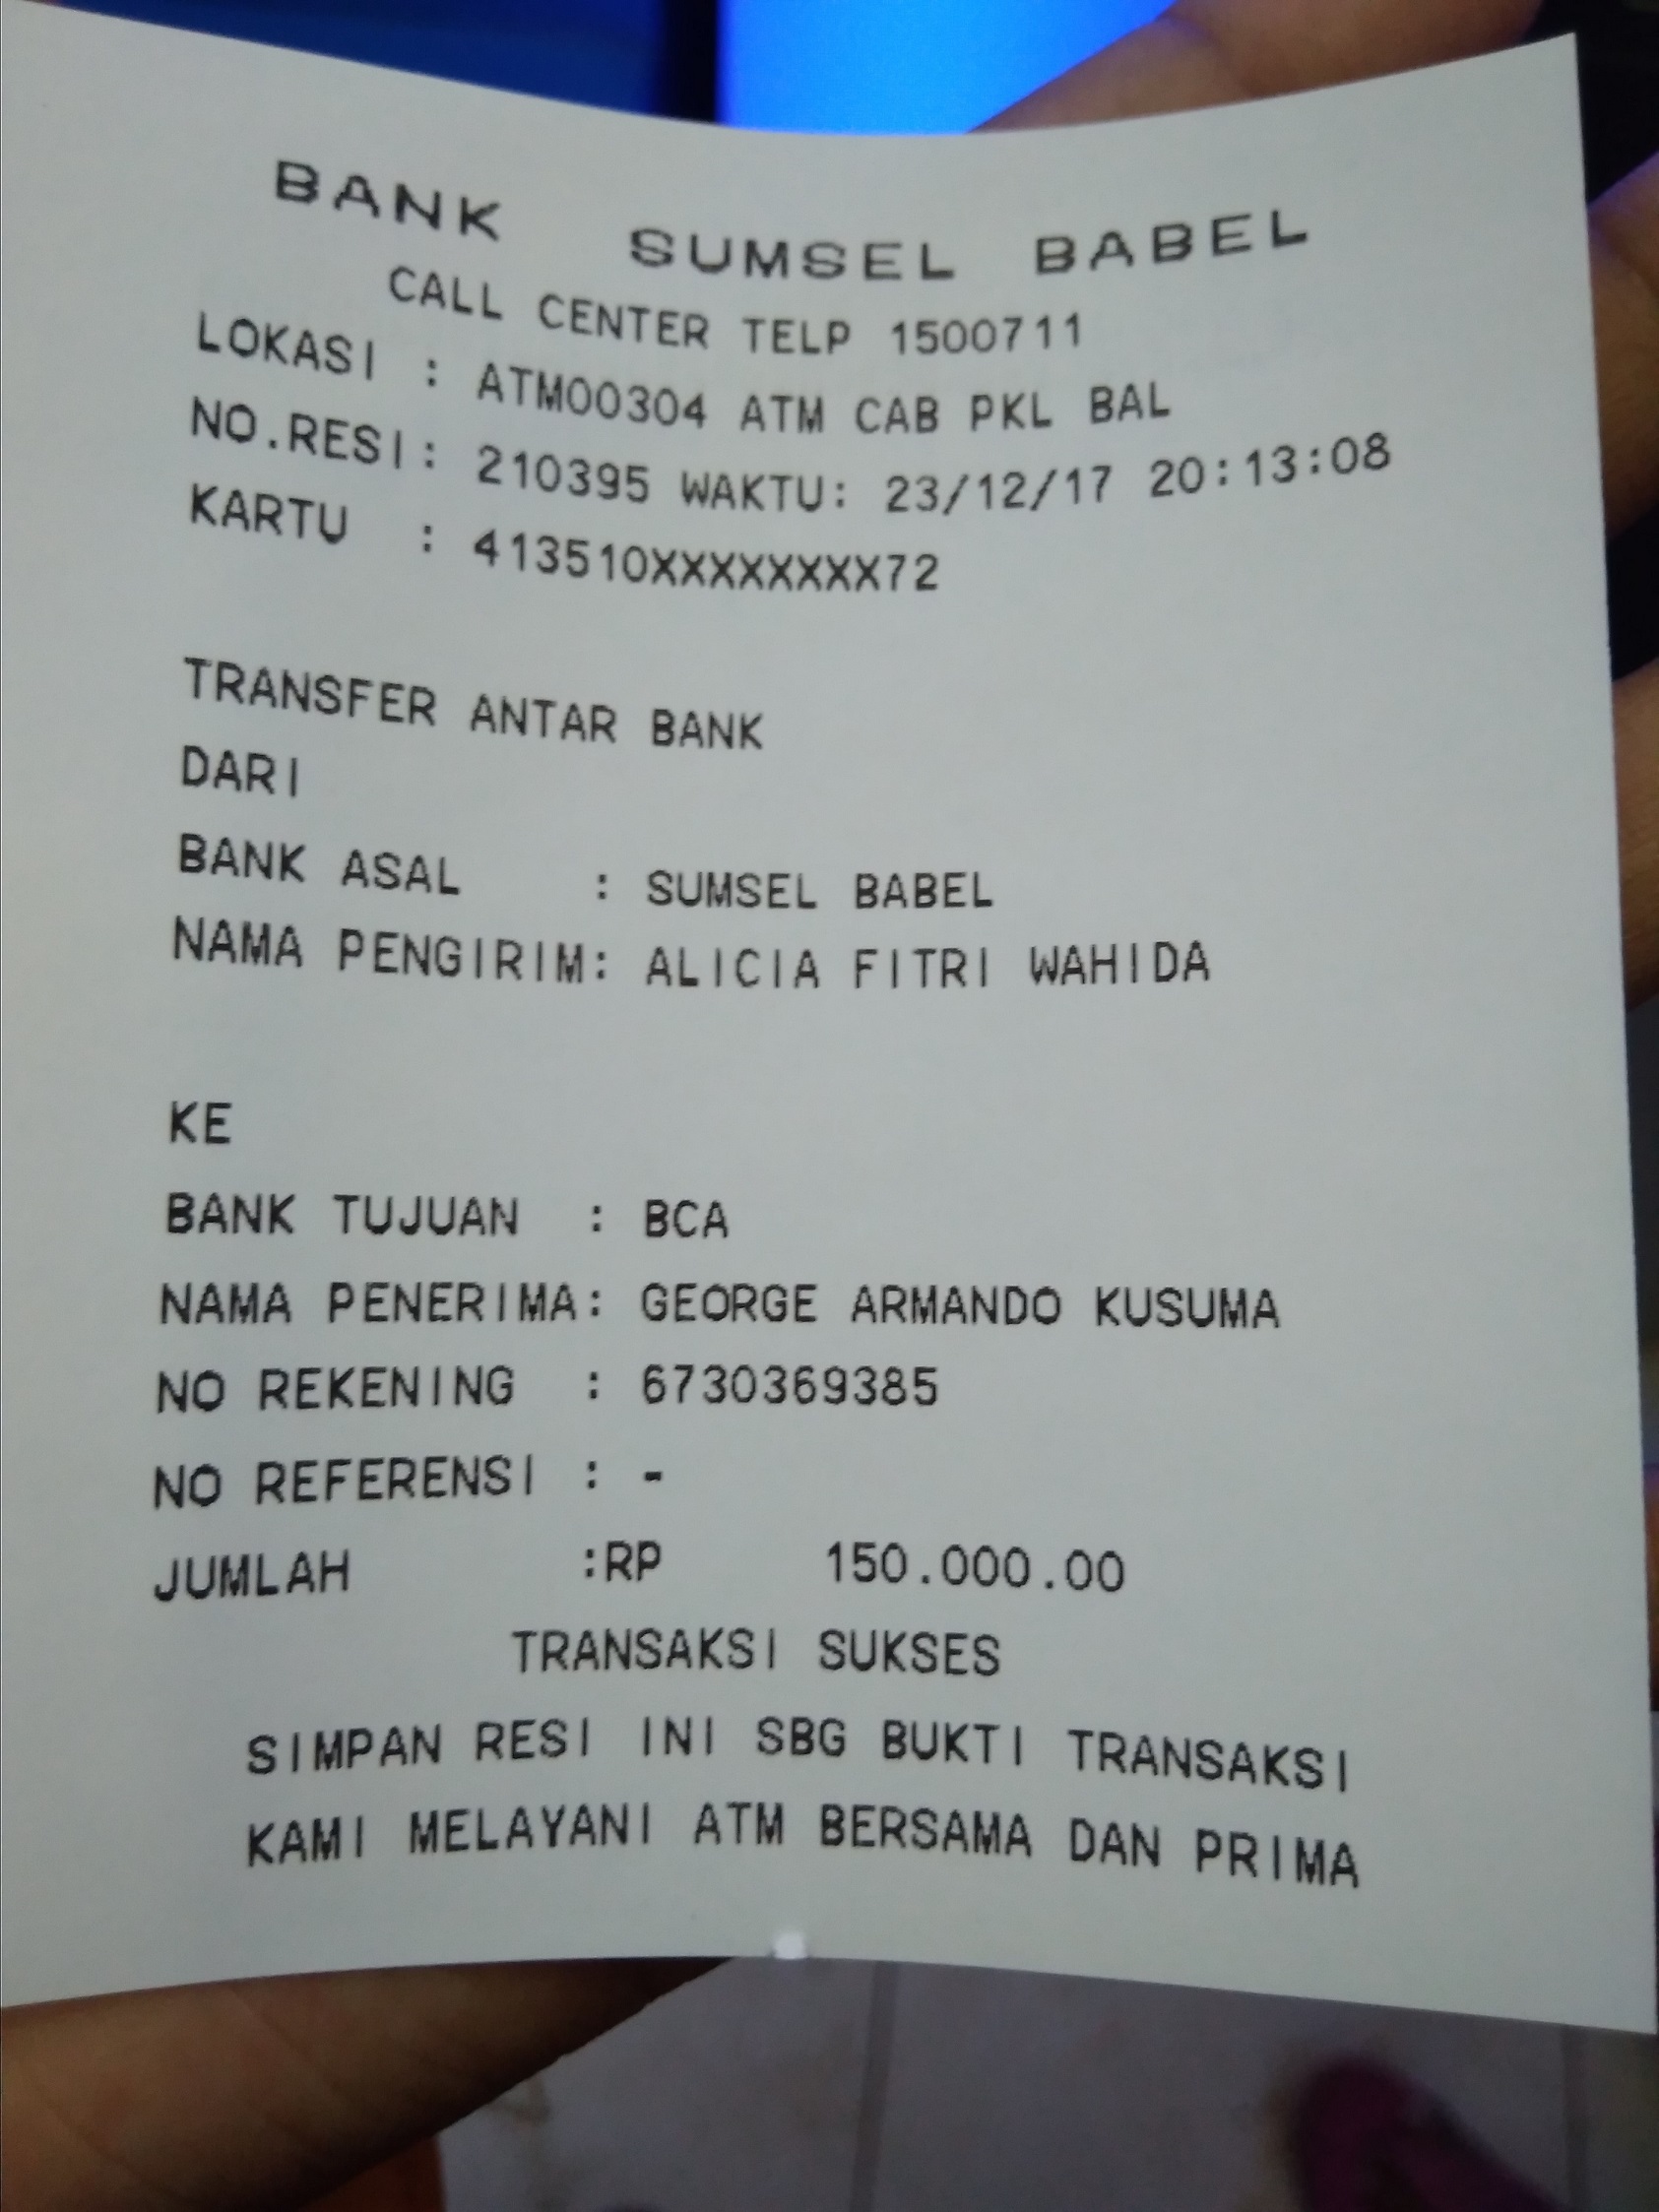 BANK SUMSEL BABEL
CALL CENTER TELP 1500711
LOKASI : ATM00304 ATM CAB PKL BAL
NO.RESI: 210395 WAKTU: 23/12/17 20:13:08
KARTU : 413510XXXXXXXX72
TRANSFER ANTAR BANK
DARI
BANK ASAL : SUMSEL BABEL
NAMA PENGIRIM: ALICIA FITRI WAHIDA
KE
BANK TUJUAN : BCA
NAMA PENERIMA: GEORGE ARMANDO KUSUMA
NO REKENING : 6730369385
NO REFERENSI : -
JUMLAH :RP 150.000.00
TRANSAKSI SUKSES
SIMPAN RESI INI SBG BUKTI TRANSAKSI
KAMI MELAYANI ATM BERSAMA DAN PRIMA